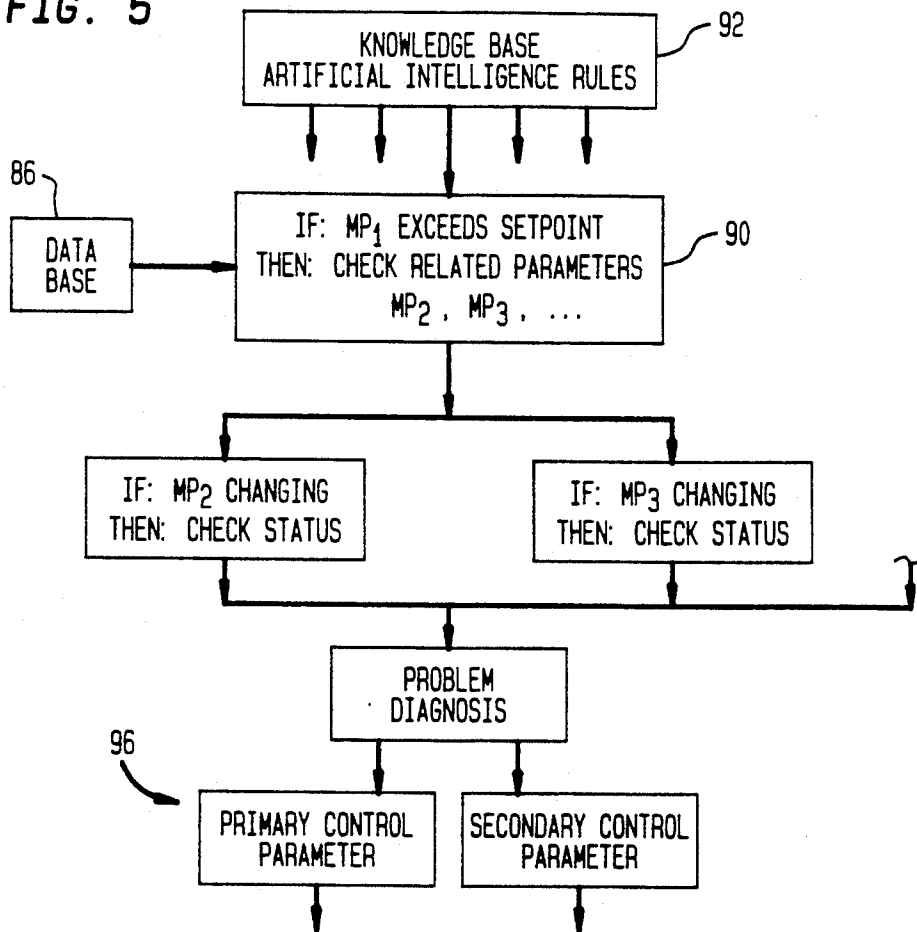 FIG. 5
92
KNOWLEDGE BASE
ARTIFICIAL INTELLIGENCE RULES
86
DATA
BASE
90
IF: MP1 EXCEEDS SETPOINT
THEN: CHECK RELATED PARAMETERS
MP2, MP3, ...
IF: MP2 CHANGING
THEN: CHECK STATUS
IF: MP3 CHANGING
THEN: CHECK STATUS
PROBLEM
DIAGNOSIS
96
PRIMARY CONTROL
PARAMETER
SECONDARY CONTROL
PARAMETER